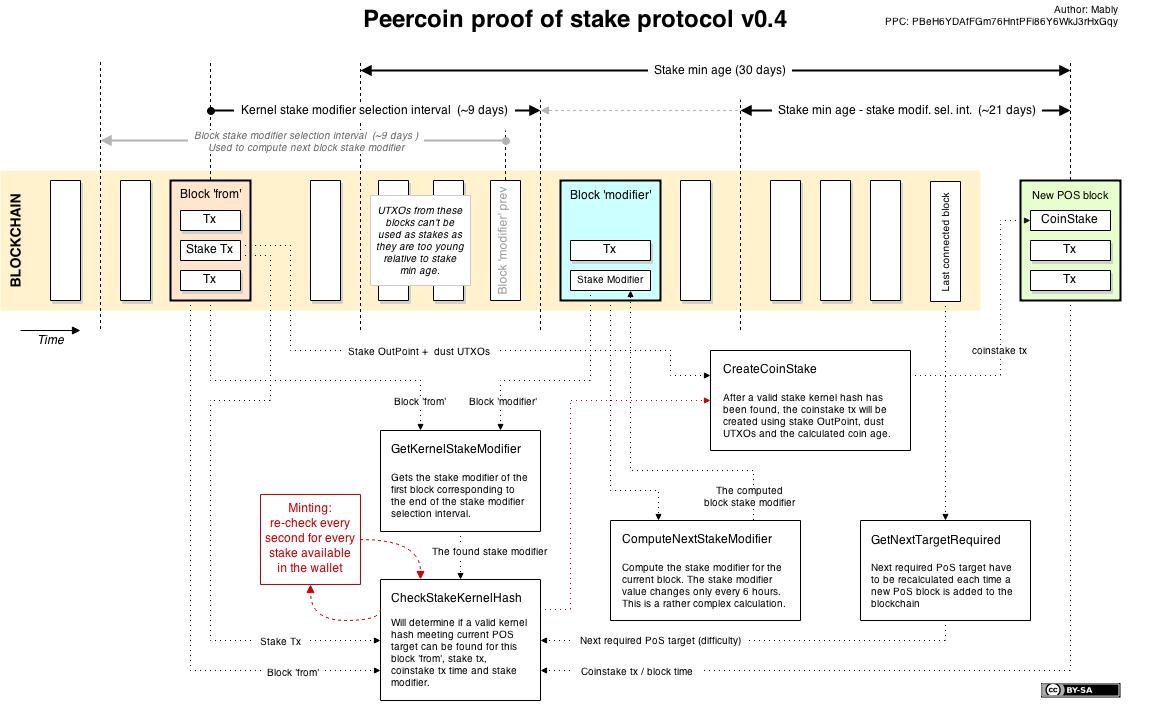 Peercoin proof of stake protocol v0.4
Author: Mably
PPC: PBeH6YDAfFGm76HntPFi86Y6WkJ3rHxGqy
Stake min age (30 days)
Kernel stake modifier selection interval (~9 days)
Stake min age - stake modif. sel. int. (~21 days)
Block stake modifier selection interval (~9 days )
Used to compute next block stake modifier
BLOCKCHAIN
Block 'from'
Tx
Stake Tx
Tx
UTXOs from these
blocks can't be
used as stakes as
they are too young
relative to stake
min age.
Block 'modifier' prev
Block 'modifier'
Tx
Stake Modifier
Last connected block
New POS block
CoinStake
Tx
Tx
Time
Stake OutPoint + dust UTXOs
coinstake tx
CreateCoinStake
After a valid stake kernel hash has
been found, the coinstake tx will be
created using stake OutPoint, dust
UTXOs and the calculated coin age.
Block 'from'
Block 'modifier'
GetKernelStakeModifier
Gets the stake modifier of the
first block corresponding to
the end of the stake modifier
selection interval.
The computed
block stake modifier
Minting:
re-check every
second for every
stake available
in the wallet
The found stake modifier
ComputeNextStakeModifier
Compute the stake modifier for the
current block. The stake modifier
value changes only every 6 hours.
This is a rather complex calculation.
GetNextTargetRequired
Next required PoS target have
to be recalculated each time a
new PoS block is added to the
blockchain
CheckStakeKernelHash
Will determine if a valid kernel
hash meeting current POS
target can be found for this
block 'from', stake tx,
coinstake tx time and stake
modifier.
Stake Tx
Next required PoS target (difficulty)
Block 'from'
Coinstake tx / block time
cc BY-SA